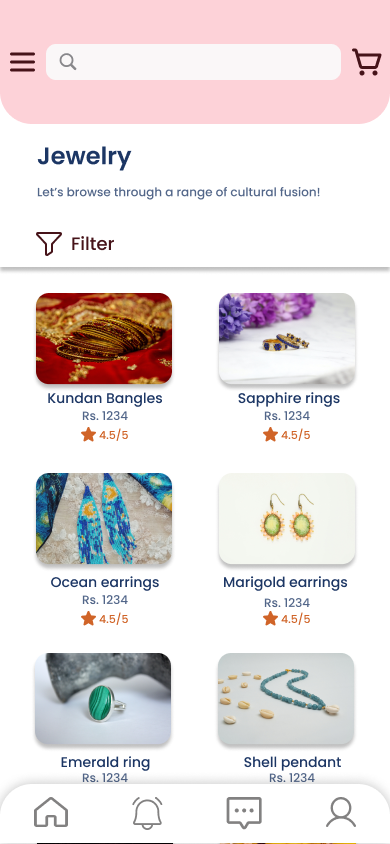 Jewelry
Let's browse through a range of cultural fusion!
Filter
Kundan Bangles
Rs. 1234
4.5/5
Sapphire rings
Rs. 1234
4.5/5
Ocean earrings
Rs. 1234
4.5/5
Marigold earrings
Rs. 1234
4.5/5
Emerald ring
Rs. 1234
Shell pendant
Rs. 1234